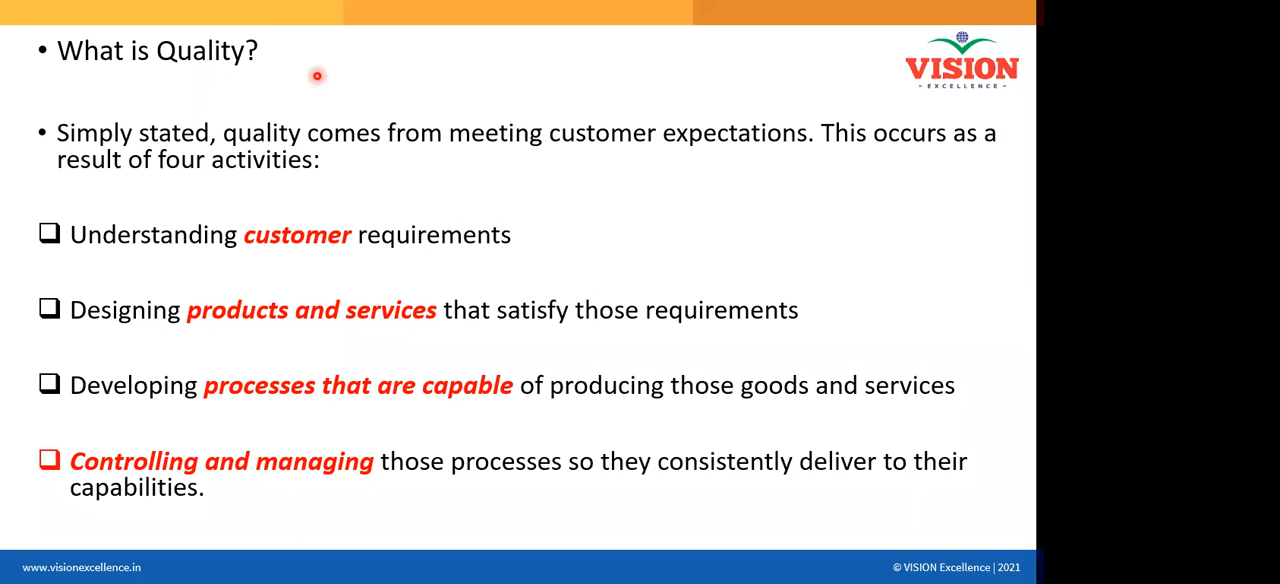 • What is Quality?
VISION
- EXCELLENCE -
• Simply stated, quality comes from meeting customer expectations. This occurs as a
result of four activities:
❑ Understanding customer requirements
❑ Designing products and services that satisfy those requirements
❑ Developing processes that are capable of producing those goods and services
❑ Controlling and managing those processes so they consistently deliver to their
capabilities.
www.visionexcellence.in
© VISION Excellence | 2021